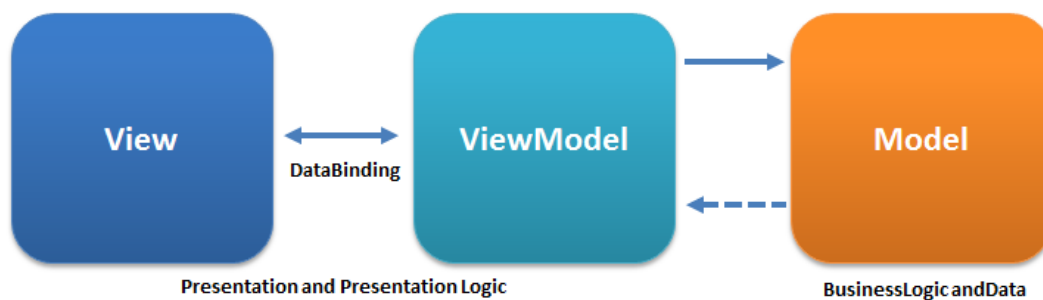 View
ViewModel
Model
DataBinding
Presentation and Presentation Logic
BusinessLogic andData